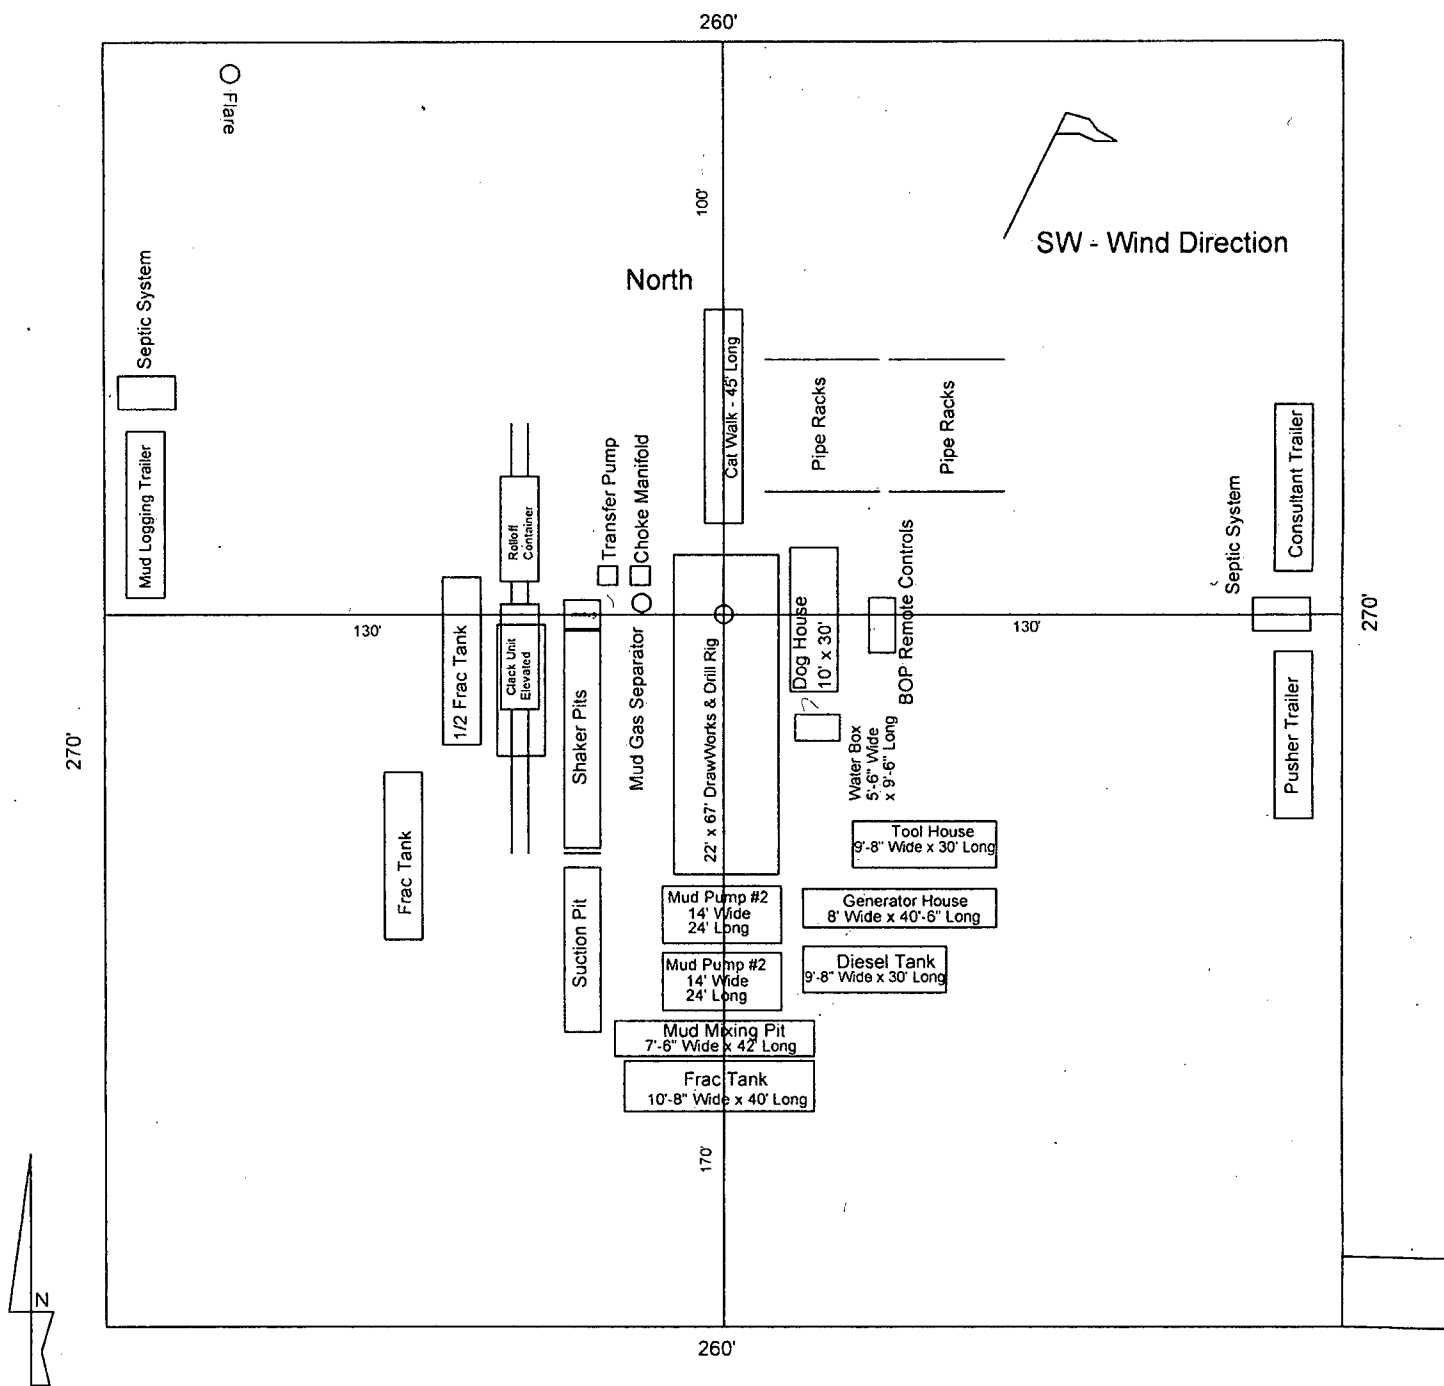 260'
Flare
100'
SW - Wind Direction
North
Septic System
Cat Walk - 45' Long
Pipe Racks
Pipe Racks
Mud Logging Trailer
Rolloff
Container
Transfer Pump
Choke Manifold
Consultant Trailer
Septic System
BOP Remote Controls
Dog House
10' x 30'
130'
130'
270'
1/2 Frac Tank
Clack Unit
Elevated
Shaker Pits
Mud Gas Separator
22' x 67' DrawWorks & Drill Rig
Water Box
5'-6" Wide
x 9'-6" Long
Pusher Trailer
270'
Frac Tank
Tool House
9'-8" Wide x 30' Long
Suction Pit
Mud Pump #2
14' Wide
24' Long
Generator House
8' Wide x 40'-6" Long
Mud Pump #2
14' Wide
24' Long
Diesel Tank
9'-8" Wide x 30' Long
Mud Mixing Pit
7'-6" Wide x 42' Long
Frac Tank
10'-8" Wide x 40' Long
170'
N
260'